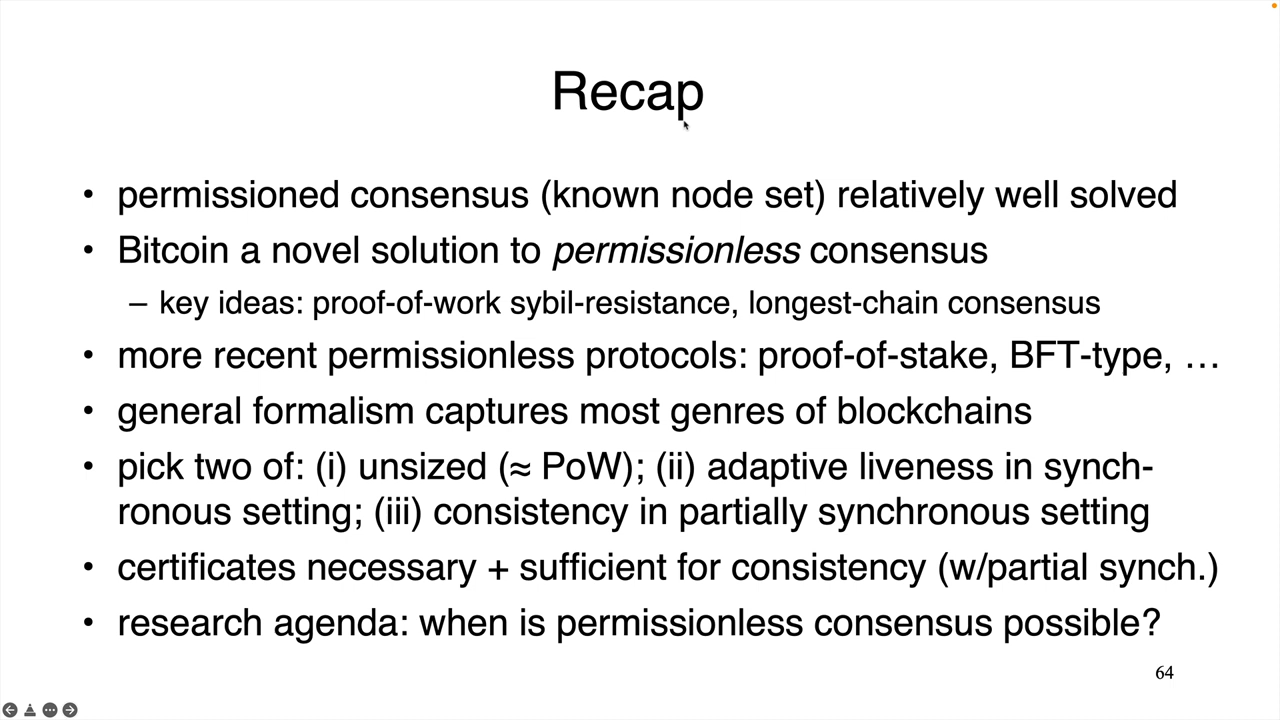 Recap
• permissioned consensus (known node set) relatively well solved
• Bitcoin a novel solution to permissionless consensus
– key ideas: proof-of-work sybil-resistance, longest-chain consensus
• more recent permissionless protocols: proof-of-stake, BFT-type, …
• general formalism captures most genres of blockchains
• pick two of: (i) unsized (≈ PoW); (ii) adaptive liveness in synch-
ronous setting; (iii) consistency in partially synchronous setting
• certificates necessary + sufficient for consistency (w/partial synch.)
• research agenda: when is permissionless consensus possible?
64